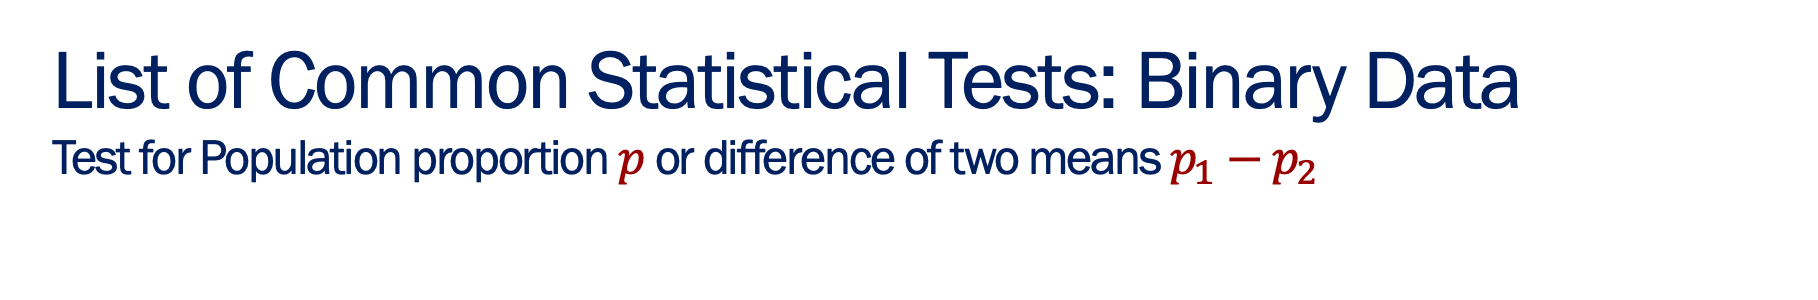 List of Common Statistical Tests: Binary Data
Test for Population proportion p or difference of two means p₁ − p₂